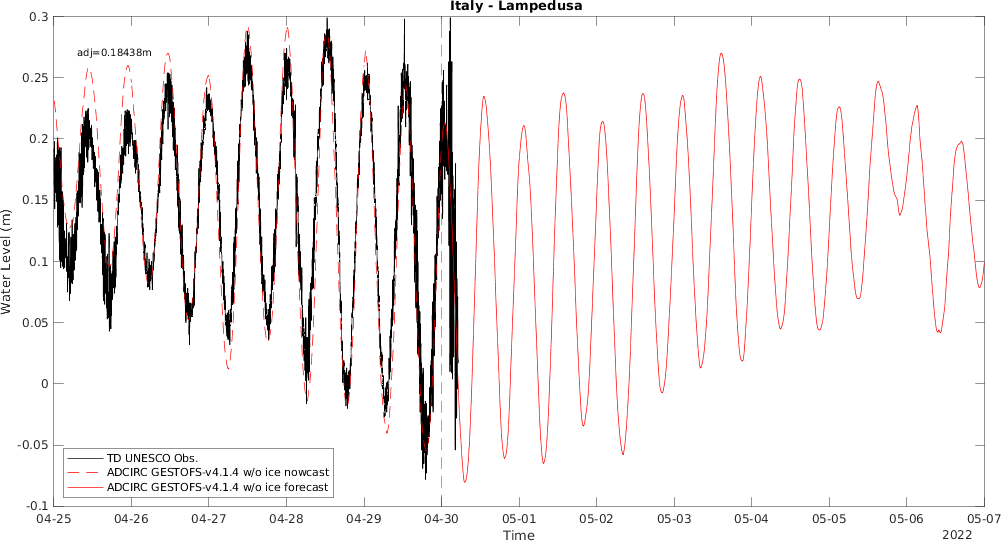 Italy - Lampedusa
adj=0.18438m
0.3
0.25
0.2
0.15
0.1
0.05
0
-0.05
-0.1
Water Level (m)
TD UNESCO Obs.
ADCIRC GESTOFS-v4.1.4 w/o ice nowcast
ADCIRC GESTOFS-v4.1.4 w/o ice forecast
04-25 04-26 04-27 04-28 04-29 04-30 05-01 05-02 05-03 05-04 05-05 05-06 05-07
Time
2022